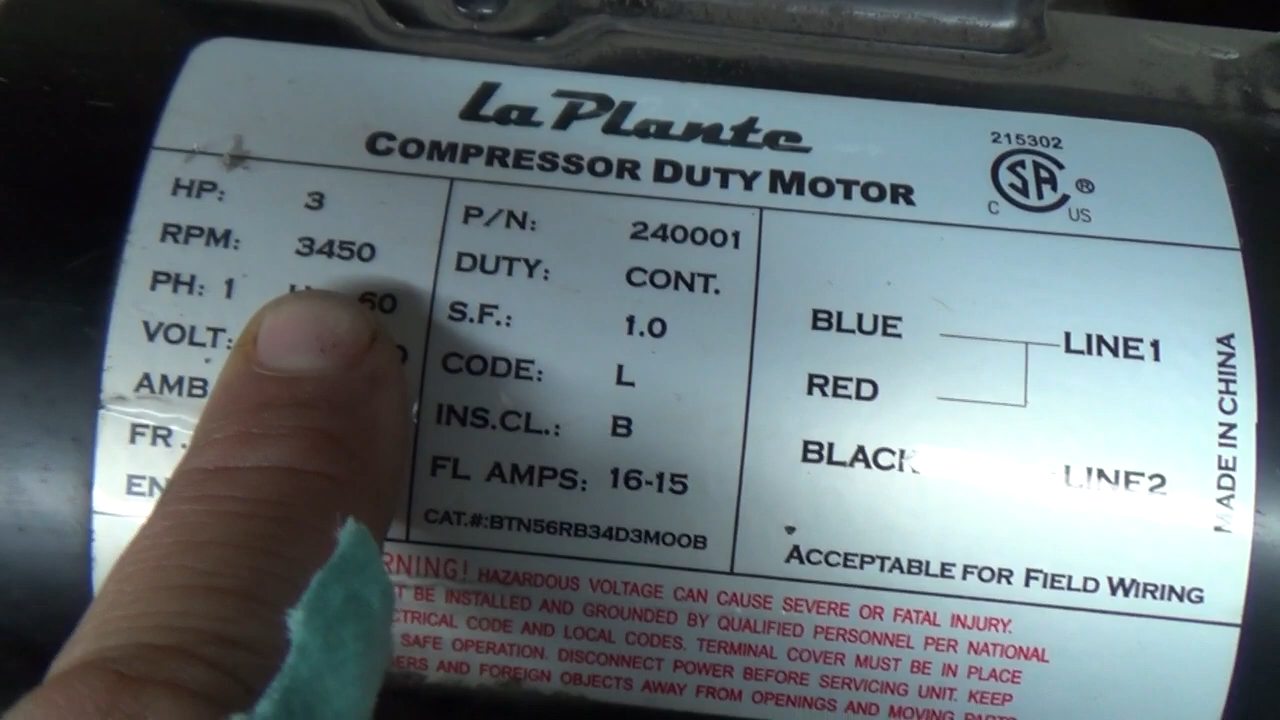 La Plante
COMPRESSOR DUTY MOTOR
215302
CSA ®
C US
HP: 3
RPM: 3450
PH: 1 60
VOLT:
AMB
FR.
P/N: 240001
DUTY: CONT.
S.F.: 1.0
CODE: L
INS.CL.: B
FL AMPS: 16-15
CAT.#:BTN56RB34D3MOOB
BLUE LINE1
RED
BLACK LINE2
ACCEPTABLE FOR FIELD WIRING
MADE IN CHINA
HAZARDOUS VOLTAGE CAN CAUSE SEVERE OR FATAL INJURY.
BE INSTALLED AND GROUNDED BY QUALIFIED PERSONNEL PER NATIONAL
CODE AND LOCAL CODES. TERMINAL COVER MUST BE IN PLACE
SAFE OPERATION. DISCONNECT POWER BEFORE SERVICING UNIT. KEEP
AND FOREIGN OBJECTS AWAY FROM OPENINGS AND MOVING PARTS